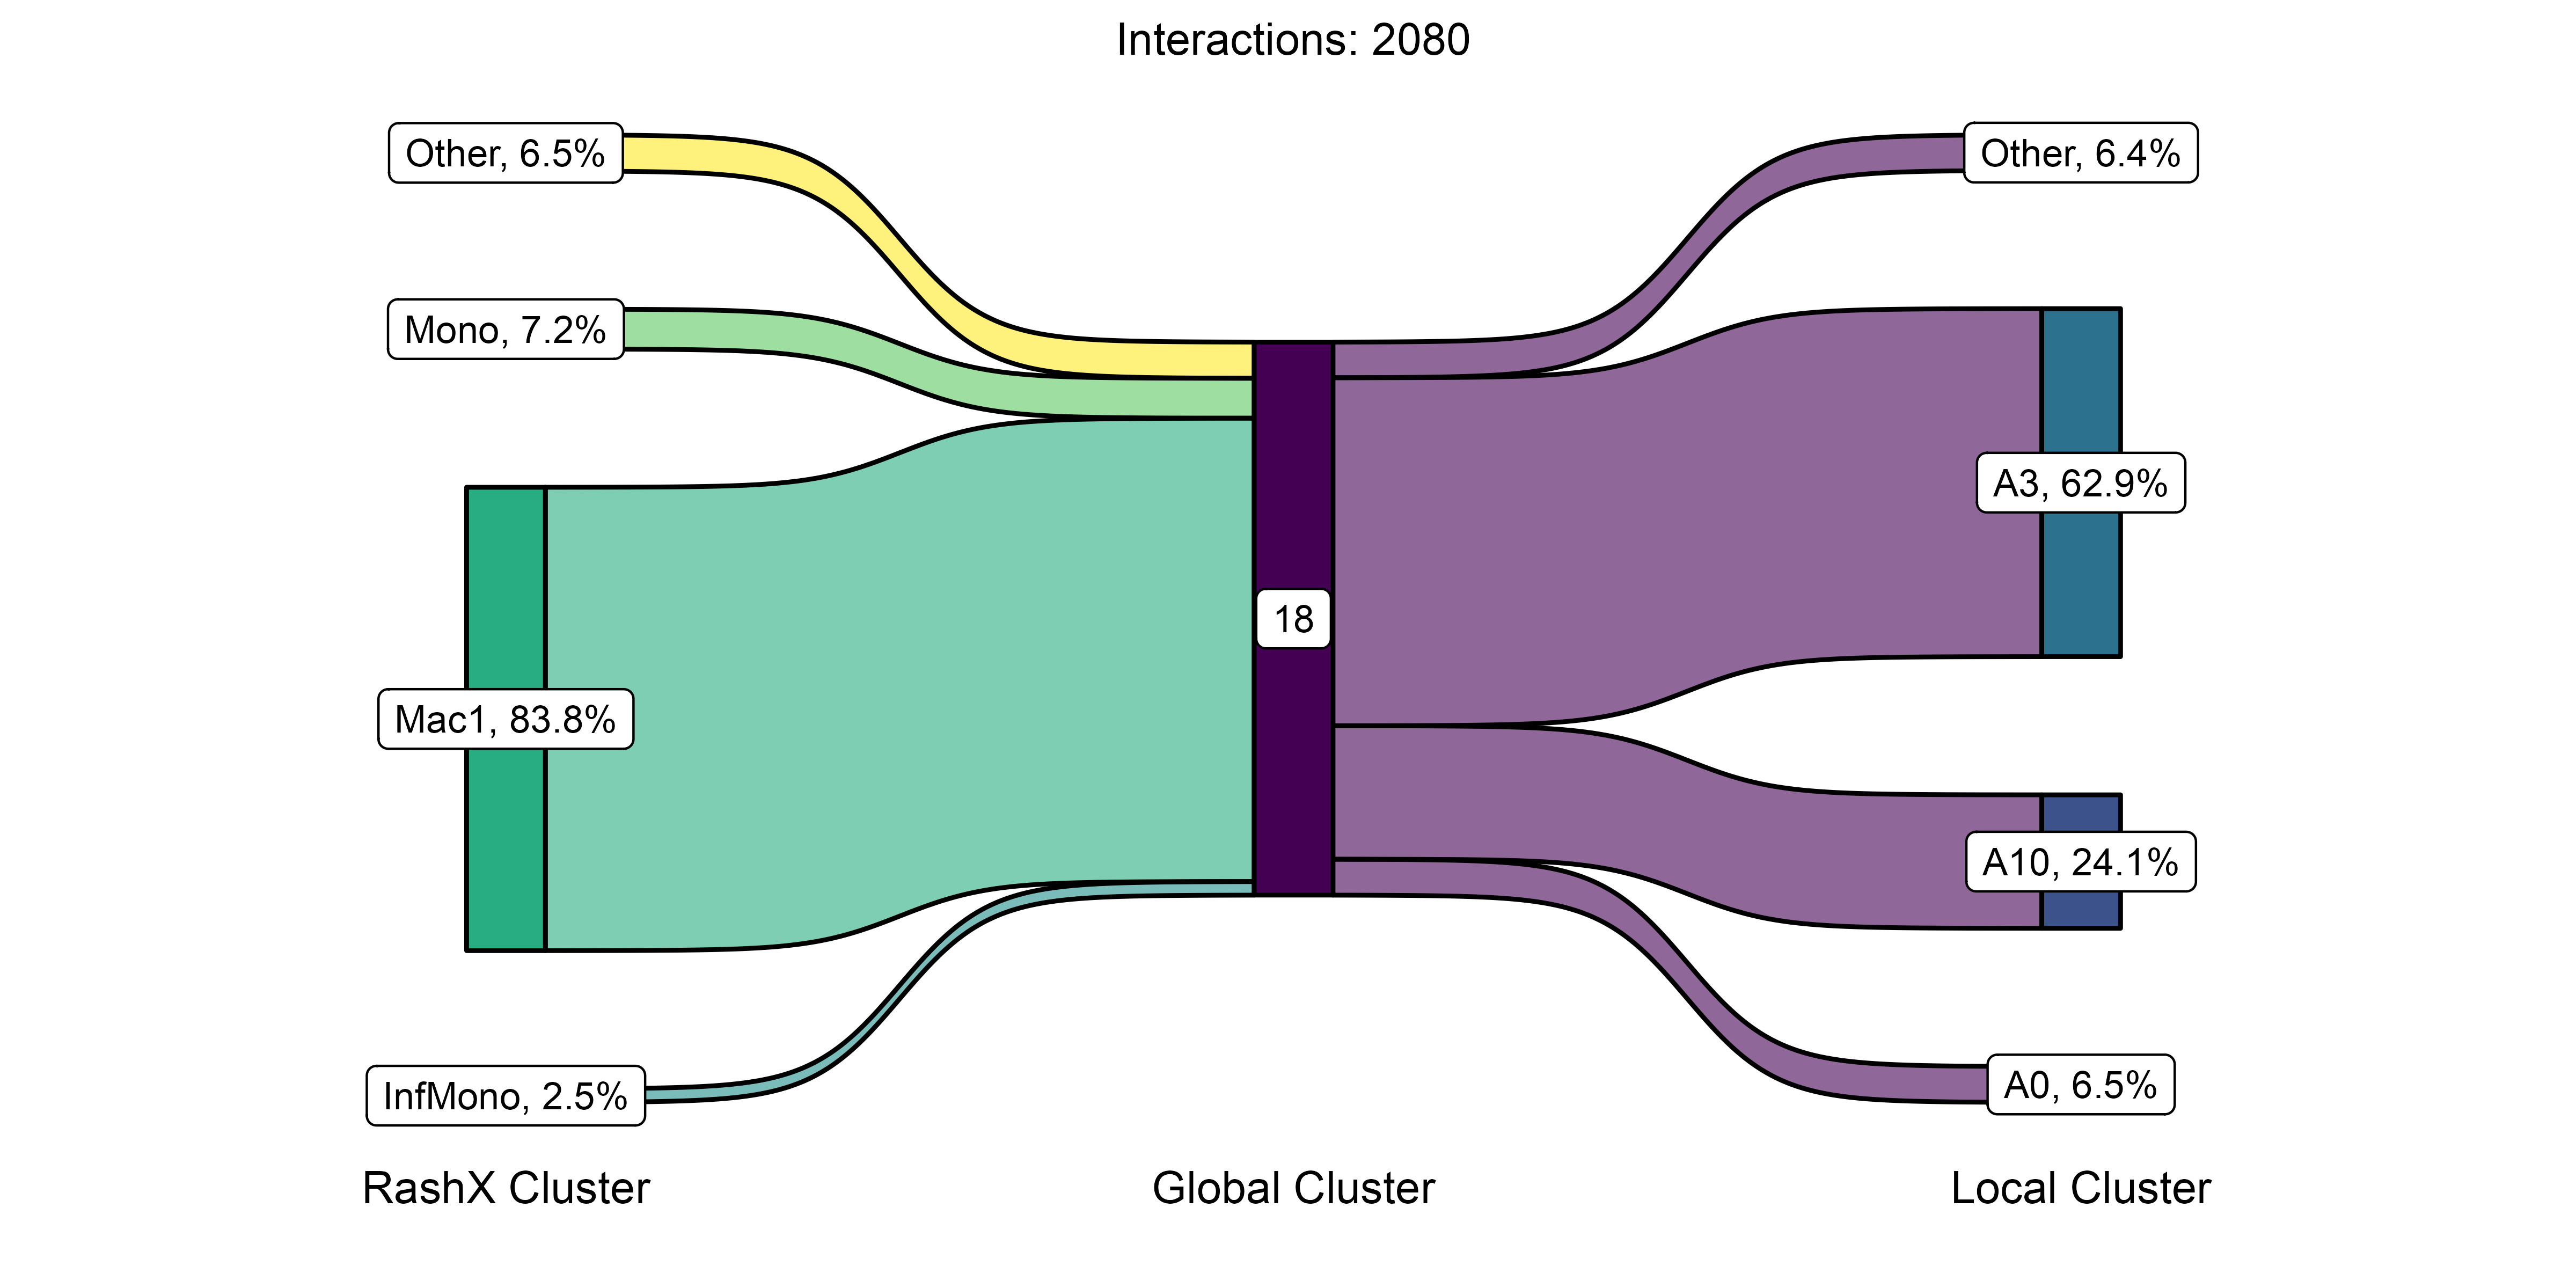 Interactions: 2080
Other, 6.5%
Other, 6.4%
Mono, 7.2%
A3, 62.9%
18
Mac1, 83.8%
A10, 24.1%
InfMono, 2.5%
A0, 6.5%
RashX Cluster
Global Cluster
Local Cluster